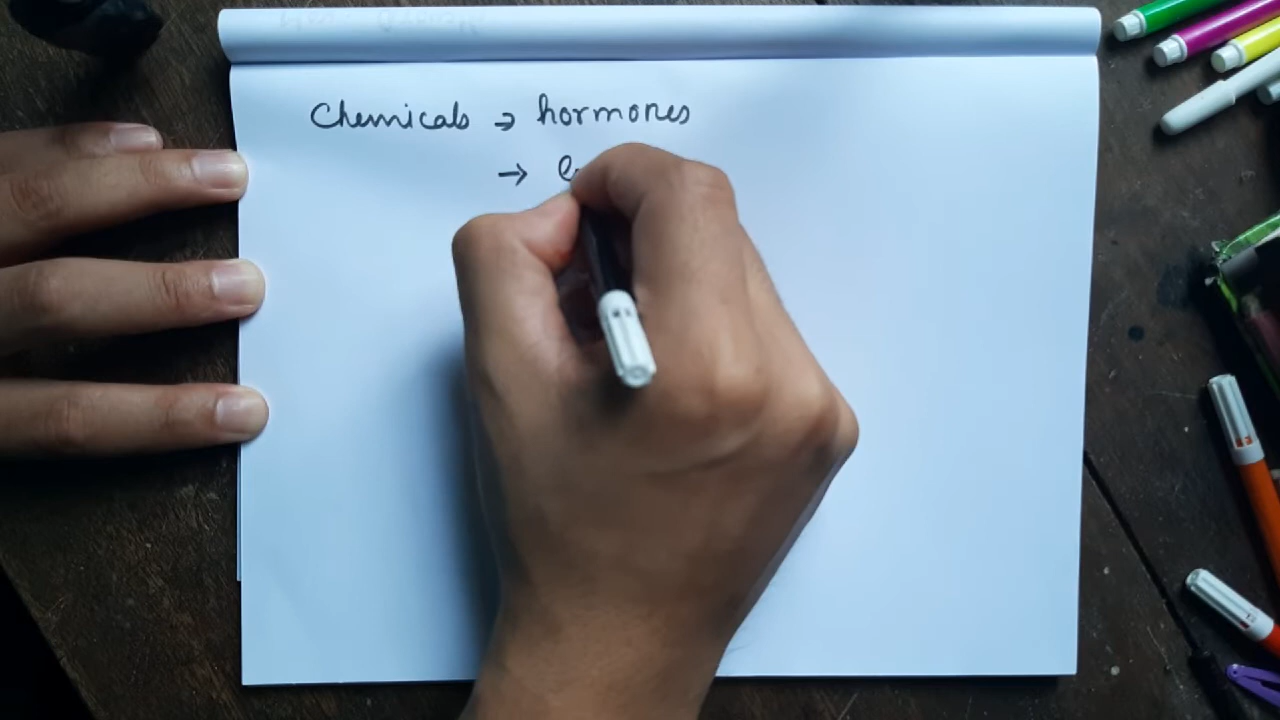 Chemicals → hormones
→